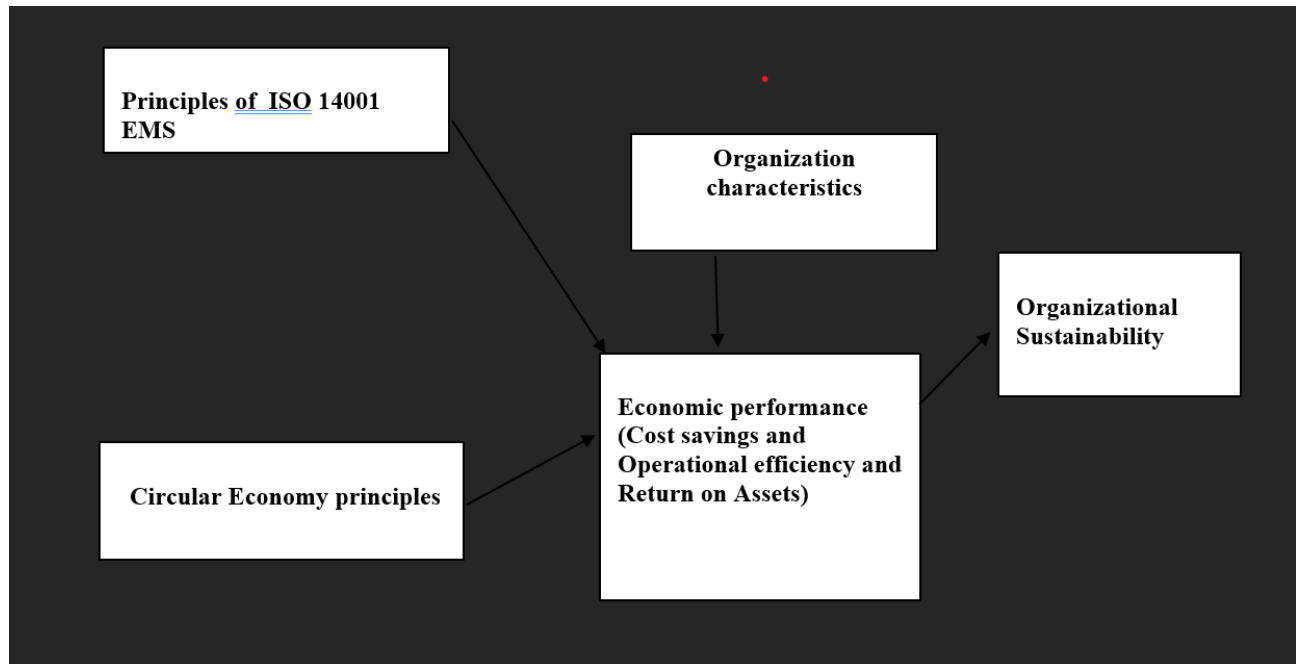 Principles of ISO 14001
EMS
Organization
characteristics
Organizational
Sustainability
Economic performance
(Cost savings and
Operational efficiency and
Return on Assets)
Circular Economy principles